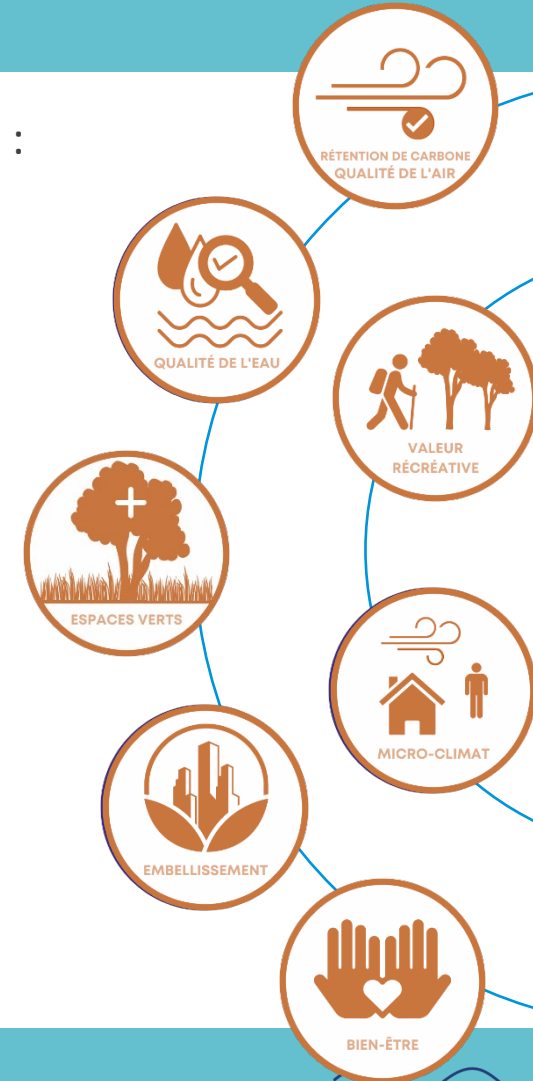 :
RÉTENTION DE CARBONE
QUALITÉ DE L'AIR
QUALITÉ DE L'EAU
VALEUR
RÉCRÉATIVE
ESPACES VERTS
MICRO-CLIMAT
EMBELLISSEMENT
BIEN-ÊTRE